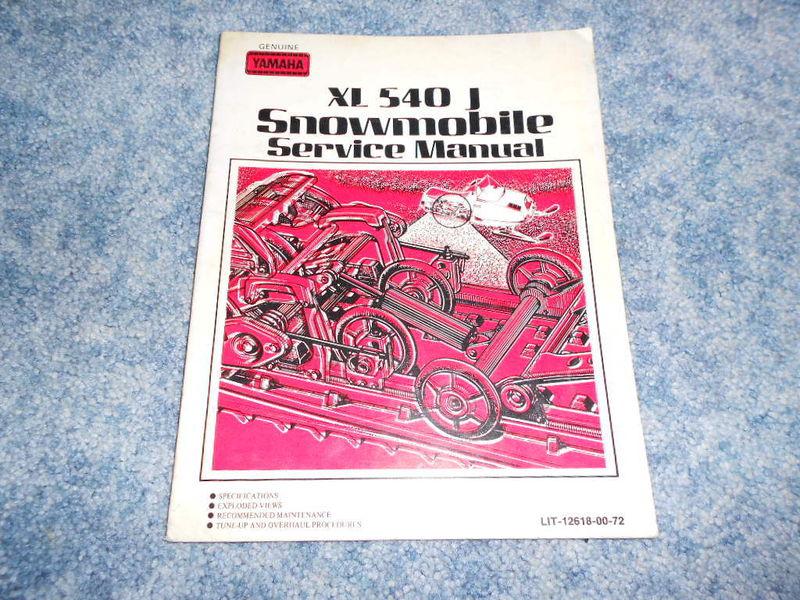 GENUINE
YAMAHA
XL 540 J
Snowmobile
Service Manual
● SPECIFICATIONS
● EXPLODED VIEWS
● RECOMMENDED MAINTENANCE
● TUNE-UP AND OVERHAUL PROCEDURES
LIT-12618-00-72